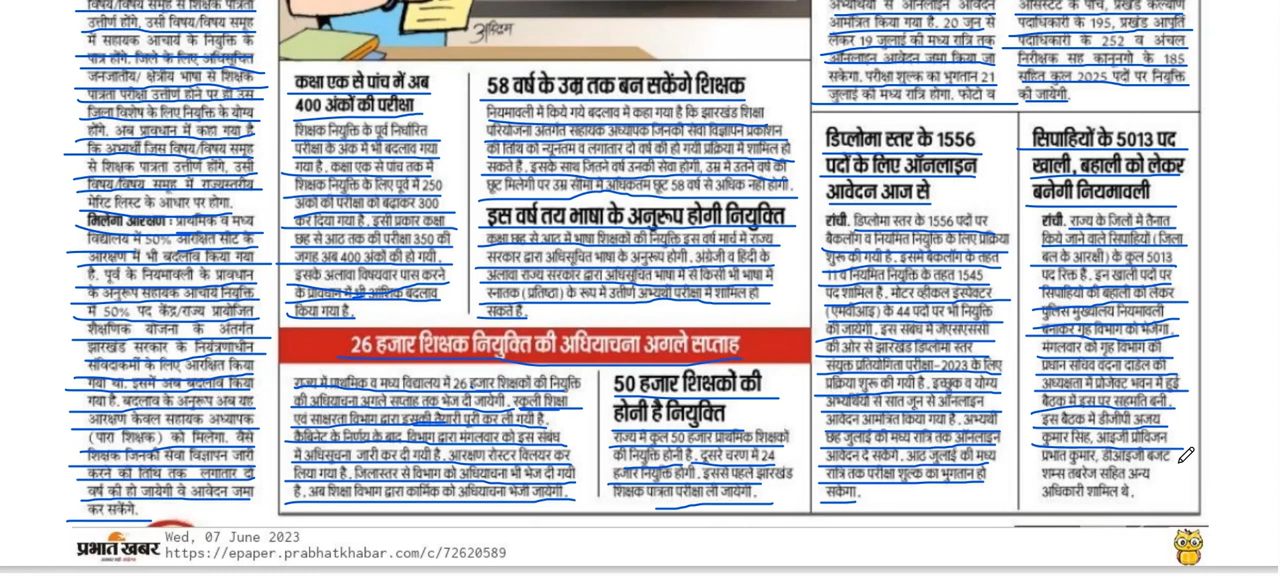 विषय/विषय समूह से शिक्षक पात्रता
उत्तीर्ण होंगे, उसी विषय/विषय समूह
में सहायक आचार्य के नियुक्ति के
पात्र होंगे. जिले के लिए अधिसूचित
जनजातीय/ क्षेत्रीय भाषा से शिक्षक
पात्रता परीक्षा उत्तीर्ण होने पर ही उस
जिला विशेष के लिए नियुक्ति के योग्य
होंगे. अब प्रावधान में कहा गया है
कि अभ्यर्थी जिस विषय/विषय समूह
से शिक्षक पात्रता उत्तीर्ण होंगे, उसी
विषय/विषय समूह में राज्यस्तरीय
मेरिट लिस्ट के आधार पर होगा.
मिलेगा आरक्षण: प्राथमिक व मध्य
विद्यालय में 50% आरक्षित सीट के
आरक्षण में भी बदलाव किया गया
है. पूर्व के नियमावली के प्रावधान
के अनुरूप सहायक आचार्य नियुक्ति
में 50% पद केंद्र/राज्य प्रायोजित
शैक्षणिक योजना के अंतर्गत
झारखंड सरकार के नियंत्रणाधीन
संविदाकर्मी के लिए आरक्षित किया
गया था. इसमें अब बदलाव किया
गया है. बदलाव के अनुरूप अब यह
आरक्षण केवल सहायक अध्यापक
(पारा शिक्षक) को मिलेगा. वैसे
शिक्षक जिनकी सेवा विज्ञापन जारी
करने की तिथि तक लगातार दो
वर्ष की हो जायेगी वे आवेदन जमा
कर सकेंगे.
कक्षा एक से पांच में अब
400 अंकों की परीक्षा
शिक्षक नियुक्ति के पूर्व निर्धारित
परीक्षा के अंक में भी बदलाव गया
गया है. कक्षा एक से पांच तक में
शिक्षक नियुक्ति के लिए पूर्व में 250
अंकों की परीक्षा को बढ़ाकर 300
कर दिया गया है. इसी प्रकार कक्षा
छह से आठ तक की परीक्षा 350 की
जगह अब 400 अंकों की हो गयी.
इसके अलावा विषयवार पास करने
के प्रावधान में भी आंशिक बदलाव
किया गया है.
58 वर्ष के उम्र तक बन सकेंगे शिक्षक
नियमावली में किये गये बदलाव में कहा गया है कि झारखंड शिक्षा
परियोजना अंतर्गत सहायक अध्यापक जिनकी सेवा विज्ञापन प्रकाशन
की तिथि को न्यूनतम व लगातार दो वर्ष की हो गयी प्रक्रिया में शामिल हो
सकते है. इसके साथ जितने वर्ष उनकी सेवा होगी, उम्र में उतने वर्ष की
छूट मिलेगी पर उम्र सीमा में अधिकतम छूट 58 वर्ष से अधिक नहीं होगी.
इस वर्ष तय भाषा के अनुरूप होगी नियुक्ति
कक्षा छह से आठ में भाषा शिक्षकों की नियुक्ति इस वर्ष मार्च में राज्य
सरकार द्वारा अधिसूचित भाषा के अनुरूप होगी. अंग्रेजी व हिंदी के
अलावा राज्य सरकार द्वारा अधिसूचित भाषा में से किसी भी भाषा में
स्नातक (प्रतिष्ठा) के रूप में उत्तीर्ण अभ्यर्थी परीक्षा में शामिल हो
सकते है.
26 हजार शिक्षक नियुक्ति की अधियाचना अगले सप्ताह
राज्य में प्राथमिक व मध्य विद्यालय में 26 हजार शिक्षकों की नियुक्ति
की अधियाचना अगले सप्ताह तक भेज दी जायेगी. स्कूली शिक्षा
एवं साक्षरता विभाग द्वारा इसकी तैयारी पूरी कर ली गयी है.
कैबिनेट के निर्णय के बाद, विभाग द्वारा मंगलवार को इस संबंध
में अधिसूचना जारी कर दी गयी है. आरक्षण रोस्टर क्लियर कर
लिया गया है. जिलास्तर से विभाग को अधियाचना भी भेज दी गयी
है. अब शिक्षा विभाग द्वारा कार्मिक को अधियाचना भेजी जायेगी.
50 हजार शिक्षकों की
होनी है नियुक्ति
राज्य में कुल 50 हजार प्राथमिक शिक्षकों
की नियुक्ति होनी है. दूसरे चरण में 24
हजार नियुक्ति होगी. इससे पहले झारखंड
शिक्षक पात्रता परीक्षा ली जायेगी.
अभ्यर्थियों से ऑनलाइन आवेदन
आमंत्रित किया गया है. 20 जून से
लेकर 19 जुलाई की मध्य रात्रि तक
ऑनलाइन आवेदन जमा किया जा
सकेगा. परीक्षा शुल्क का भुगतान 21
जुलाई की मध्य रात्रि होगा. फोटो व
असिस्टेंट के पांच, प्रखंड कल्याण
पदाधिकारी के 195, प्रखंड आपूर्ति
पदाधिकारी के 252 व अंचल
निरीक्षक सह कानूनगो के 185
सहित कुल 2025 पदों पर नियुक्ति
की जायेगी.
डिप्लोमा स्तर के 1556
पदों के लिए ऑनलाइन
आवेदन आज से
रांची. डिप्लोमा स्तर के 1556 पदों पर
बैकलॉग व नियमित नियुक्ति के लिए प्रक्रिया
शुरू की गयी है. इसमें बैकलॉग के तहत
11 व नियमित नियुक्ति के तहत 1545
पद शामिल है. मोटर व्हीकल इंस्पेक्टर
(एमवीआइ) के 44 पदों पर भी नियुक्ति
की जायेगी. इस संबंध में जेएसएससी
की ओर से झारखंड डिप्लोमा स्तर
संयुक्त प्रतियोगिता परीक्षा-2023 के लिए
प्रक्रिया शुरू की गयी है. इच्छुक व योग्य
अभ्यर्थियों से सात जून से ऑनलाइन
आवेदन आमंत्रित किया गया है. अभ्यर्थी
छह जुलाई की मध्य रात्रि तक ऑनलाइन
आवेदन दे सकेंगे. आठ जुलाई की मध्य
रात्रि तक परीक्षा शुल्क का भुगतान हो
सकेगा.
सिपाहियों के 5013 पद
खाली, बहाली को लेकर
बनेगी नियमावली
रांची. राज्य के जिलों में तैनात
किये जाने वाले सिपाहियों (जिला
बल के आरक्षी) के कुल 5013
पद रिक्त है. इन खाली पदों पर
सिपाहियों की बहाली को लेकर
पुलिस मुख्यालय नियमावली
बनाकर गृह विभाग को भेजेगा.
मंगलवार को गृह विभाग की
प्रधान सचिव वंदना दादेल की
अध्यक्षता में प्रोजेक्ट भवन में हुई
बैठक में इस पर सहमति बनी.
इस बैठक में डीजीपी अजय
कुमार सिंह, आइजी प्रोविजन
प्रभात कुमार, डीआइजी बजट
शम्स तबरेज सहित अन्य
अधिकारी शामिल थे.
प्रभात खबर
Wed, 07 June 2023
https://epaper.prabhatkhabar.com/c/72620589